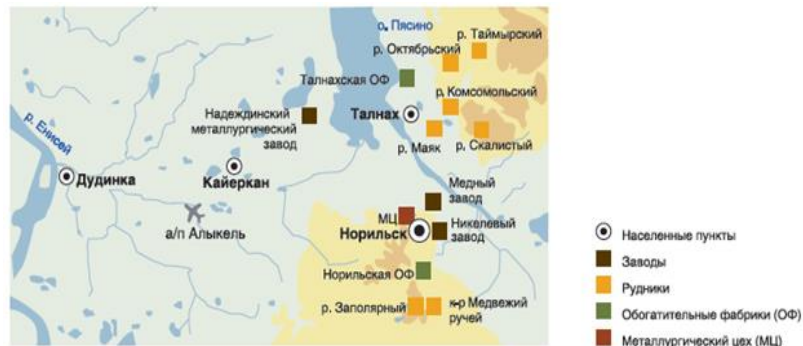 о. Пясино
р. Таймырский
р. Октябрьский
Талнахская ОФ
р. Комсомольский
Надеждинский
металлургический
завод
Талнах
р. Енисей
р. Маяк
р. Скалистый
Дудинка
Кайеркан
Медный
завод
МЦ
а/п Алыкель
Норильск
Никелевый
завод
Норильская ОФ
р. Заполярный
к-р Медвежий
ручей
Населенные пункты
Заводы
Рудники
Обогатительные фабрики (ОФ)
Металлургический цех (МЦ)